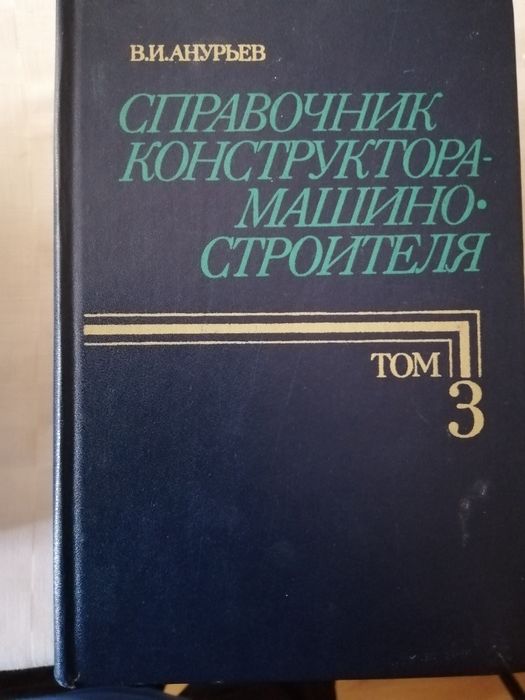 В.И.АНУРЬЕВ
СПРАВОЧНИК
КОНСТРУКТОРА-
МАШИНО•
СТРОИТЕЛЯ
ТОМ
3